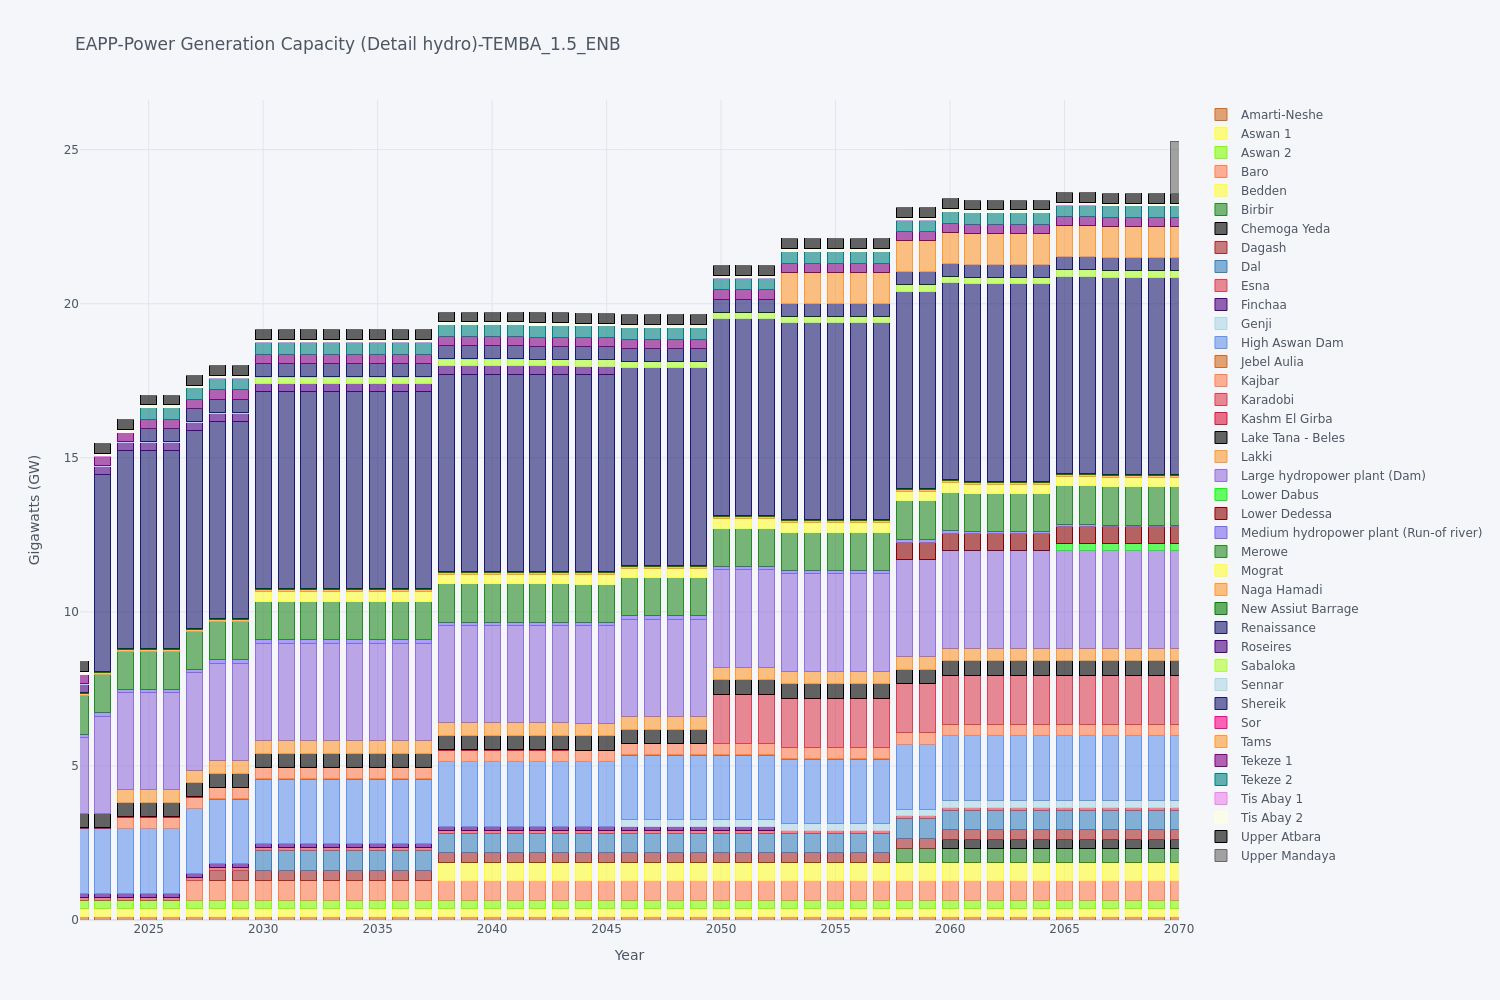 EAPP-Power Generation Capacity (Detail hydro)-TEMBA_1.5_ENB
Gigawatts (GW)
25
20
15
10
5
0
2025
2030
2035
2040
2045
2050
2055
2060
2065
2070
Year
Amarti-Neshe
Aswan 1
Aswan 2
Baro
Bedden
Birbir
Chemoga Yeda
Dagash
Dal
Esna
Finchaa
Genji
High Aswan Dam
Jebel Aulia
Kajbar
Karadobi
Kashm El Girba
Lake Tana - Beles
Lakki
Large hydropower plant (Dam)
Lower Dabus
Lower Dedessa
Medium hydropower plant (Run-of river)
Merowe
Mograt
Naga Hamadi
New Assiut Barrage
Renaissance
Roseires
Sabaloka
Sennar
Shereik
Sor
Tams
Tekeze 1
Tekeze 2
Tis Abay 1
Tis Abay 2
Upper Atbara
Upper Mandaya